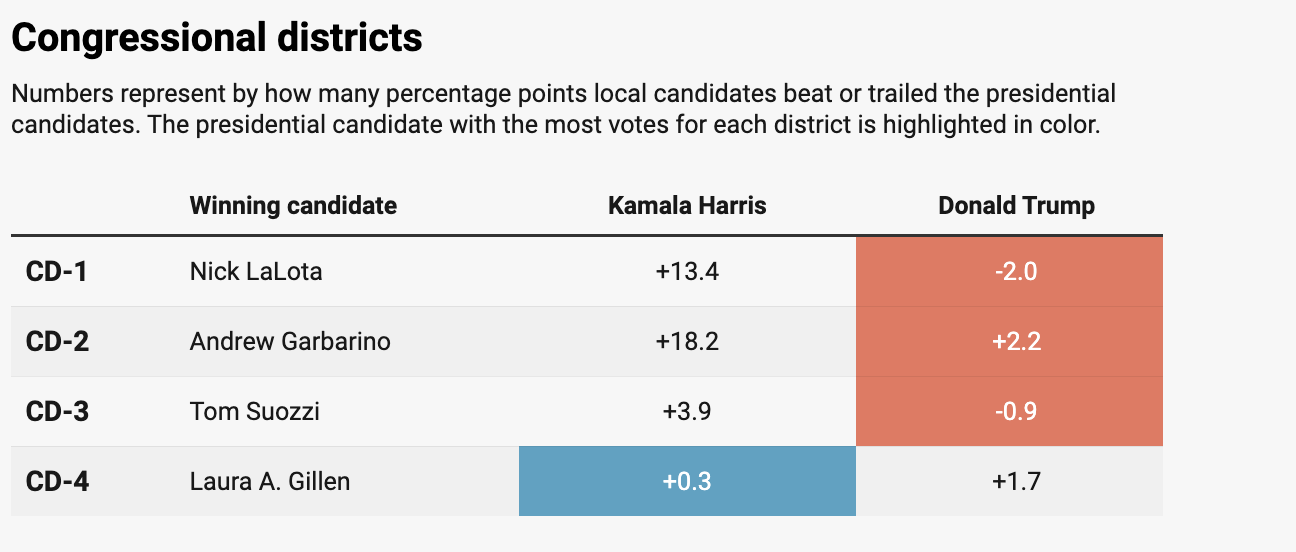 Congressional districts
Numbers represent by how many percentage points local candidates beat or trailed the presidential
candidates. The presidential candidate with the most votes for each district is highlighted in color.
Winning candidate Kamala Harris Donald Trump
CD-1 Nick LaLota +13.4 -2.0
CD-2 Andrew Garbarino +18.2 +2.2
CD-3 Tom Suozzi +3.9 -0.9
CD-4 Laura A. Gillen +0.3 +1.7